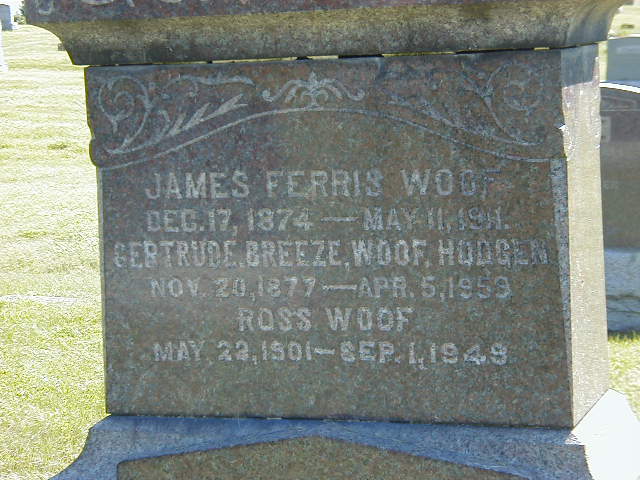 JAMES FERRIS WOOF
DEC. 17, 1874 — MAY 11, 1911.
GERTRUDE, BREEZE, WOOF, HODGEN
NOV. 20, 1877 — APR. 5, 1959
ROSS WOOF
MAY. 23, 1901 — SEP. 1, 1949